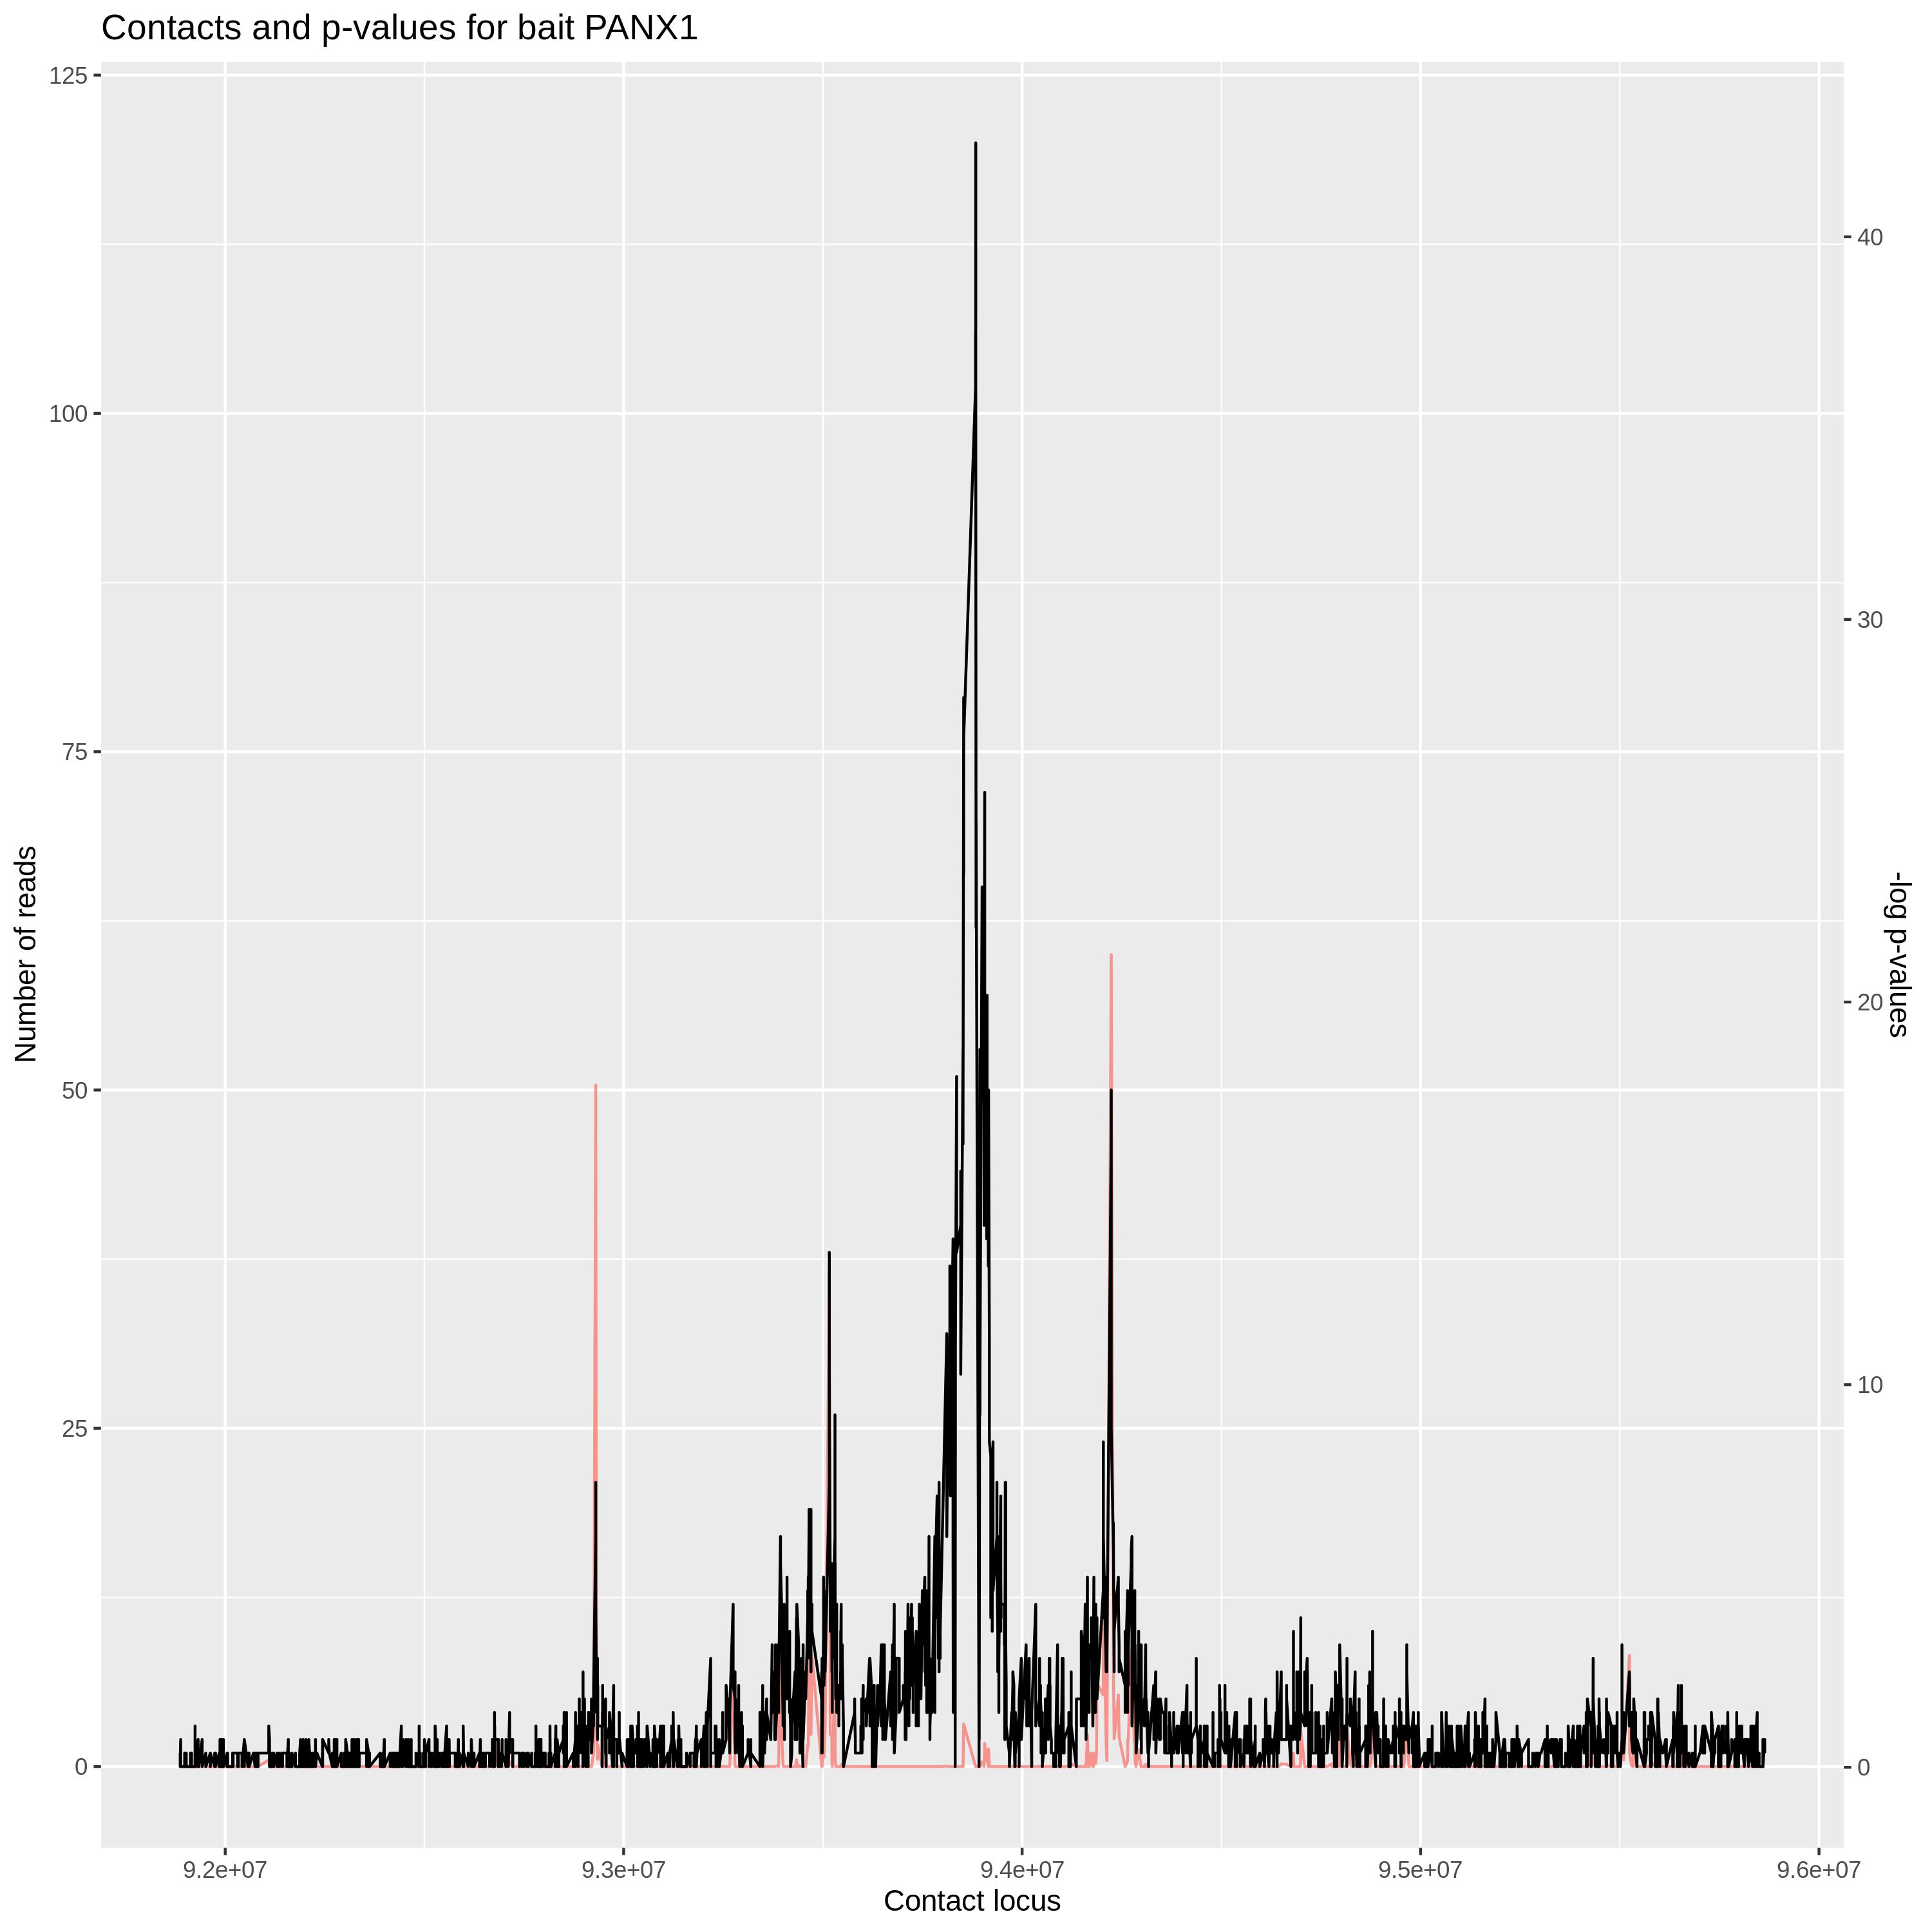 Contacts and p-values for bait PANX1
125
100
75
50
25
0
Number of reads
40
30
20
10
0
-log p-values
9.2e+07
9.3e+07
9.4e+07
9.5e+07
9.6e+07
Contact locus